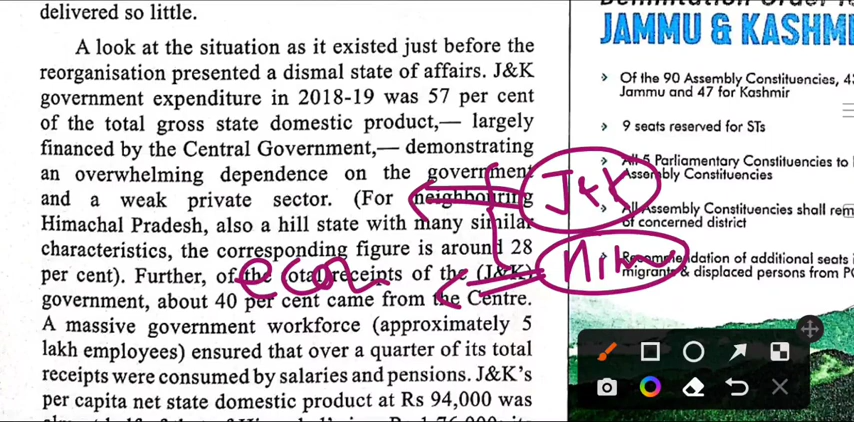 delivered so little.
A look at the situation as it existed just before the
reorganisation presented a dismal state of affairs. J&K
government expenditure in 2018-19 was 57 per cent
of the total gross state domestic product,— largely
financed by the Central Government,— demonstrating
an overwhelming dependence on the government
and a weak private sector. (For neighbouring
Himachal Pradesh, also a hill state with many similar
characteristics, the corresponding figure is around 28
per cent). Further, of the total receipts of the (J&K)
government, about 40 per cent came from the Centre.
A massive government workforce (approximately 5
lakh employees) ensured that over a quarter of its total
receipts were consumed by salaries and pensions. J&K's
per capita net state domestic product at Rs 94,000 was
J&K
econ
JAMMU & KASHMI
Of the 90 Assembly Constituencies, 43
Jammu and 47 for Kashmir
9 seats reserved for STs
All 5 Parliamentary Constituencies to
Assembly Constituencies
All Assembly Constituencies shall rem
of concerned district
Recommendation of additional seats
migrants & displaced persons from